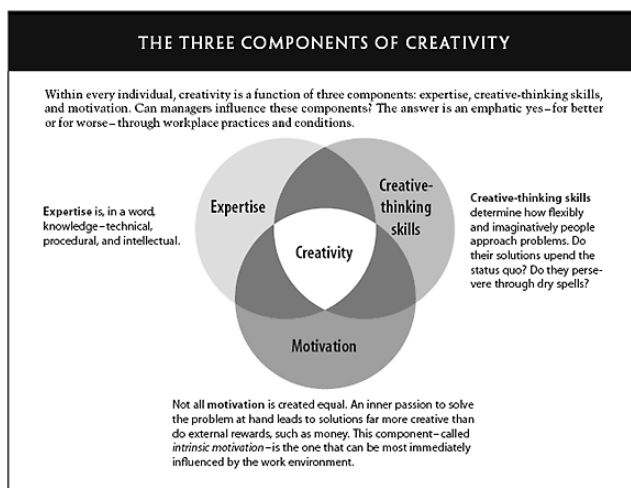 THE THREE COMPONENTS OF CREATIVITY
Within every individual, creativity is a function of three components: expertise, creative-thinking skills,
and motivation. Can managers influence these components? The answer is an emphatic yes–for better
or for worse–through workplace practices and conditions.
Expertise
Creative-
thinking
skills
Creativity
Motivation
Expertise is, in a word,
knowledge–technical,
procedural, and intellectual.
Creative-thinking skills
determine how flexibly
and imaginatively people
approach problems. Do
their solutions upend the
status quo? Do they perse-
vere through dry spells?
Not all motivation is created equal. An inner passion to solve
the problem at hand leads to solutions far more creative than
do external rewards, such as money. This component–called
intrinsic motivation–is the one that can be most immediately
influenced by the work environment.